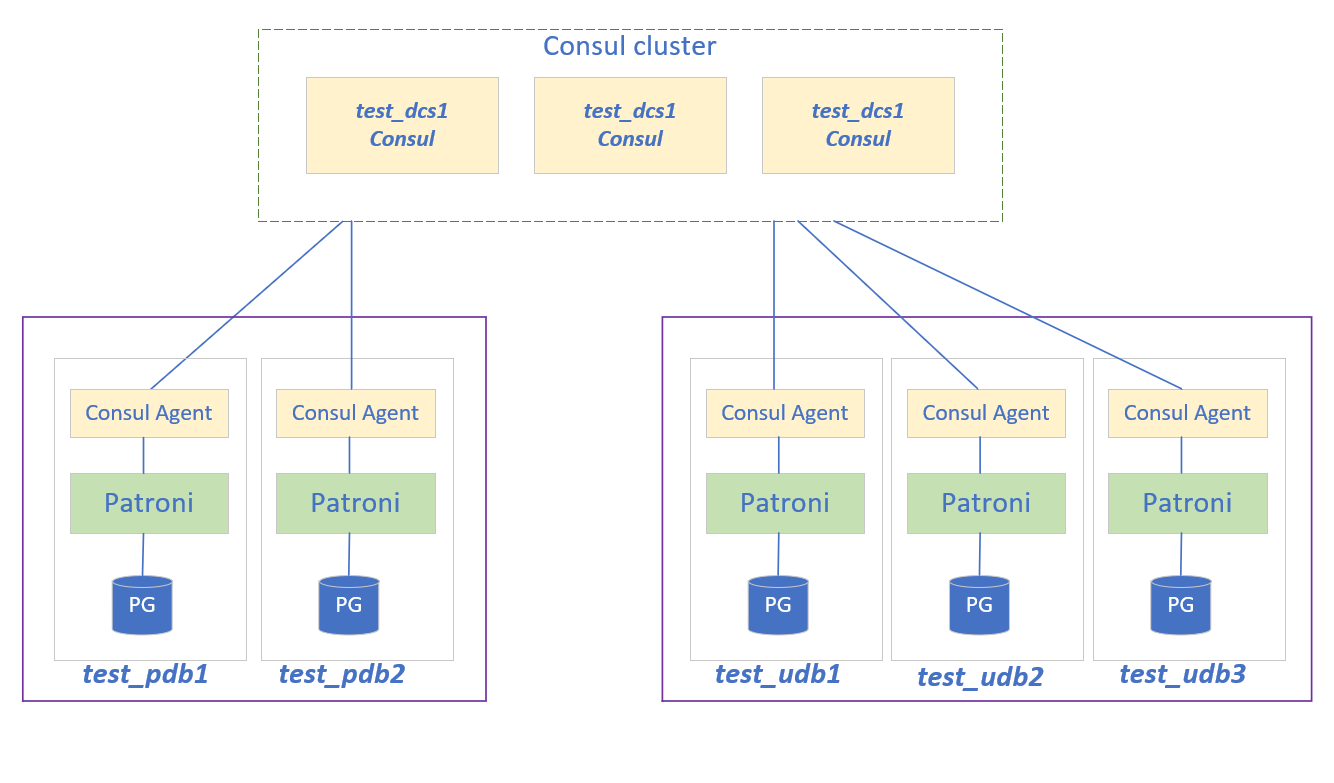 Consul cluster
test_dcs1
Consul
test_dcs1
Consul
test_dcs1
Consul
Consul Agent
Patroni
PG
test_pdb1
Consul Agent
Patroni
PG
test_pdb2
Consul Agent
Patroni
PG
test_udb1
Consul Agent
Patroni
PG
test_udb2
Consul Agent
Patroni
PG
test_udb3